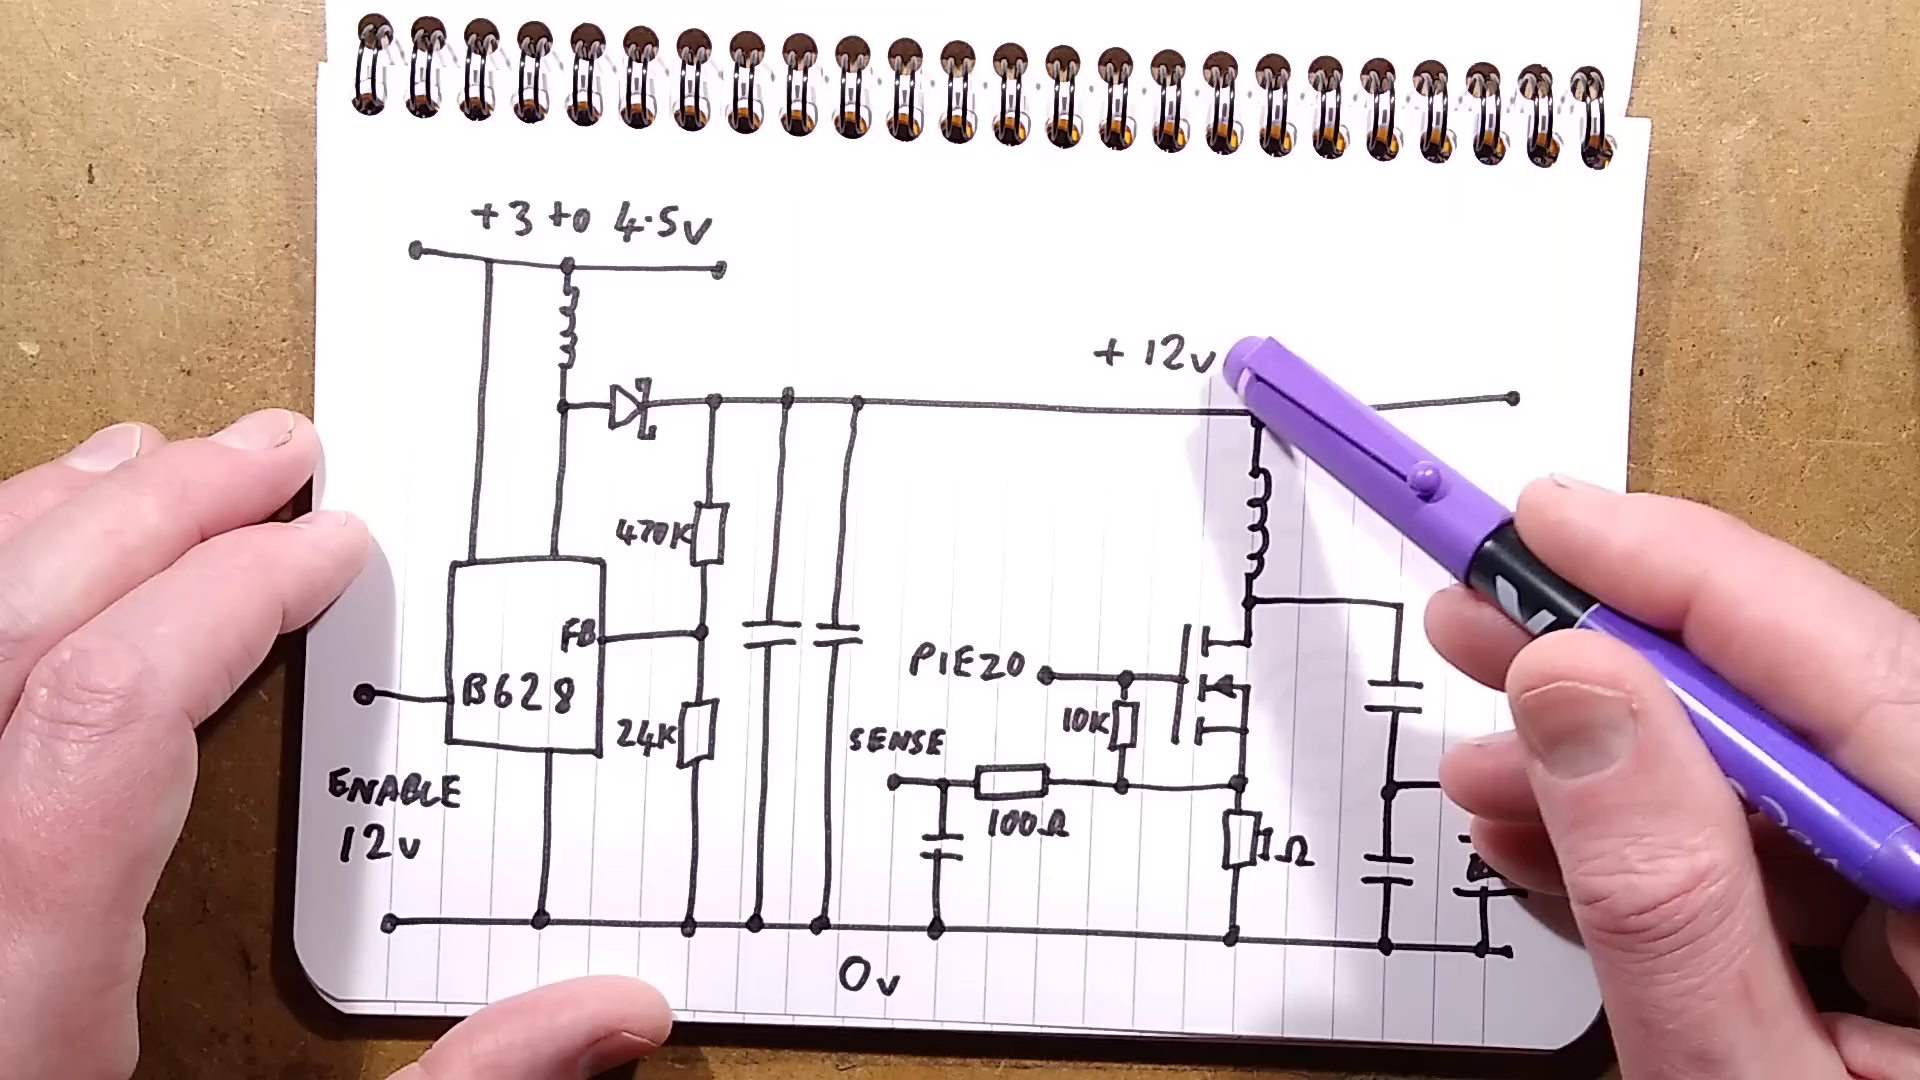 +3 to 4.5v
+12v
470K
FB
PIEZO
B628
10K
24K
SENSE
ENABLE
12v
100Ω
1Ω
0v